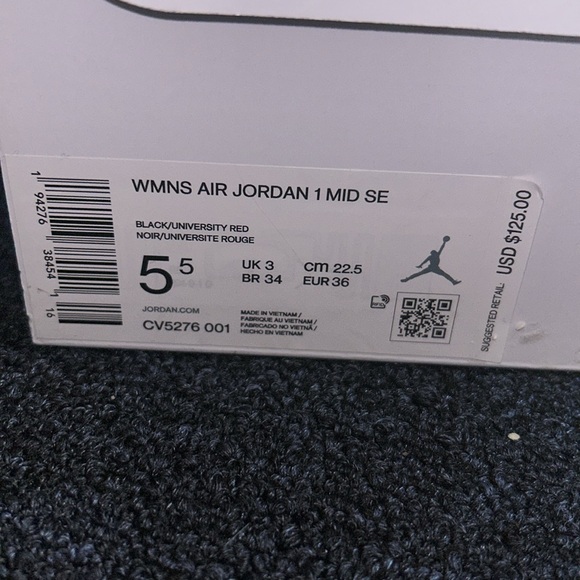 WMNS AIR JORDAN 1 MID SE
BLACK/UNIVERSITY RED
NOIR/UNIVERSITE ROUGE
5 5
UK 3 cm 22.5
BR 34 EUR 36
JORDAN.COM
CV5276 001
MADE IN VIETNAM /
FABRIQUE AU VIETNAM /
FABRICADO NO VIETNÃ /
HECHO EN VIETNAM
1 94276 38454 1 16
SUGGESTED RETAIL: USD $125.00